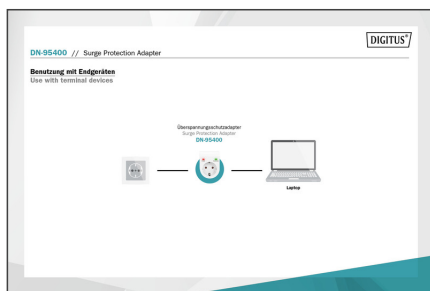 DIGITUS®
DN-95400 // Surge Protection Adapter
Benutzung mit Endgeräten
Use with terminal devices
Überspannungsschutzadapter
Surge Protection Adapter
DN-95400
Laptop